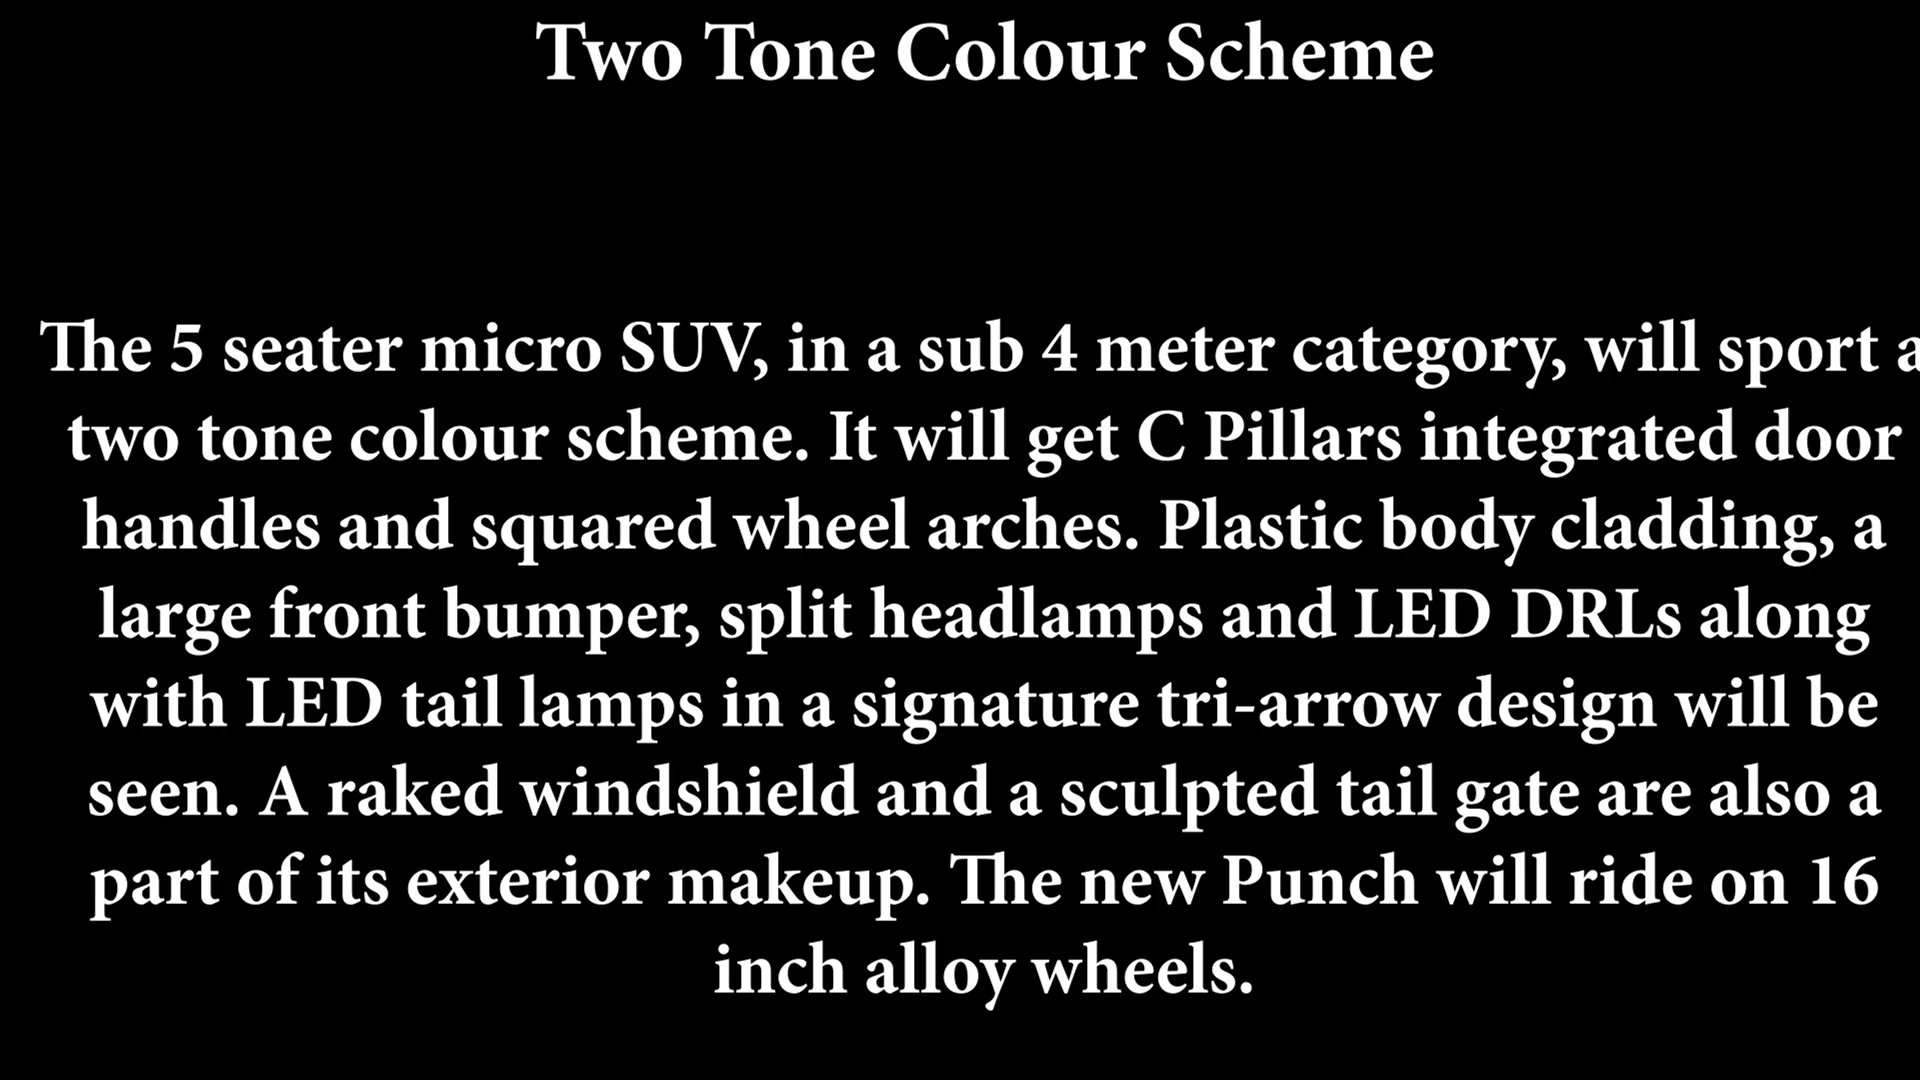 Two Tone Colour Scheme
The 5 seater micro SUV, in a sub 4 meter category, will sport a
two tone colour scheme. It will get C Pillars integrated door
handles and squared wheel arches. Plastic body cladding, a
large front bumper, split headlamps and LED DRLs along
with LED tail lamps in a signature tri-arrow design will be
seen. A raked windshield and a sculpted tail gate are also a
part of its exterior makeup. The new Punch will ride on 16
inch alloy wheels.